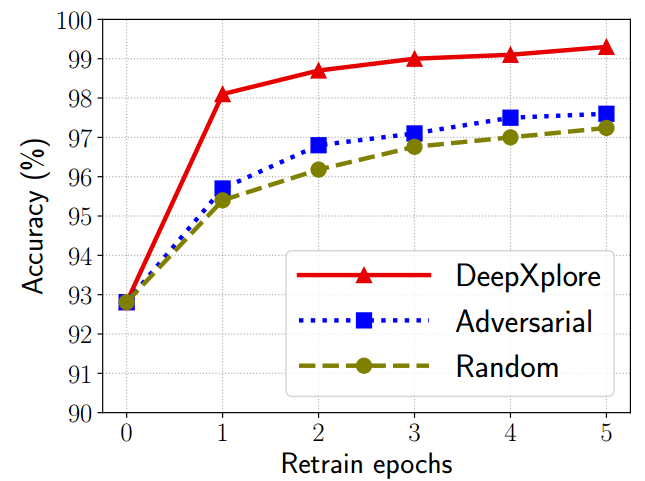 100
99
98
97
96
95
94
93
92
91
90
Accuracy (%)
DeepXplore
Adversarial
Random
0 1 2 3 4 5
Retrain epochs